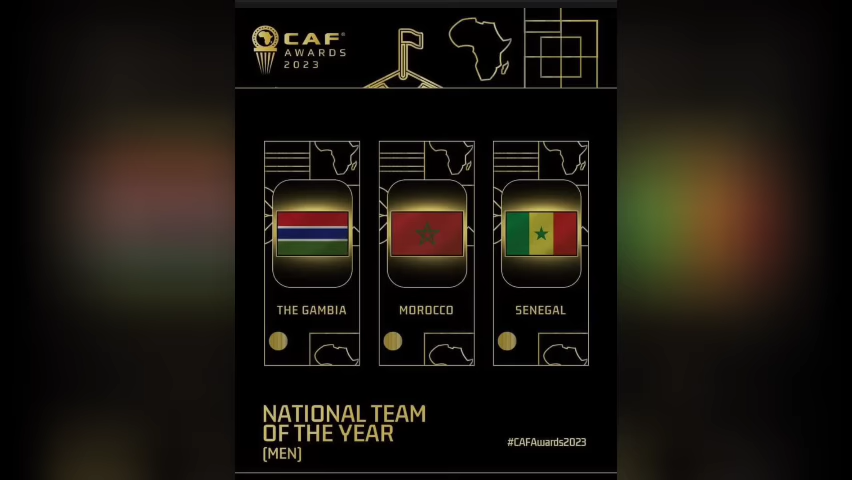 CAF
AWARDS
2023
THE GAMBIA
MOROCCO
SENEGAL
NATIONAL TEAM
OF THE YEAR
(MEN)
#CAFAwards2023